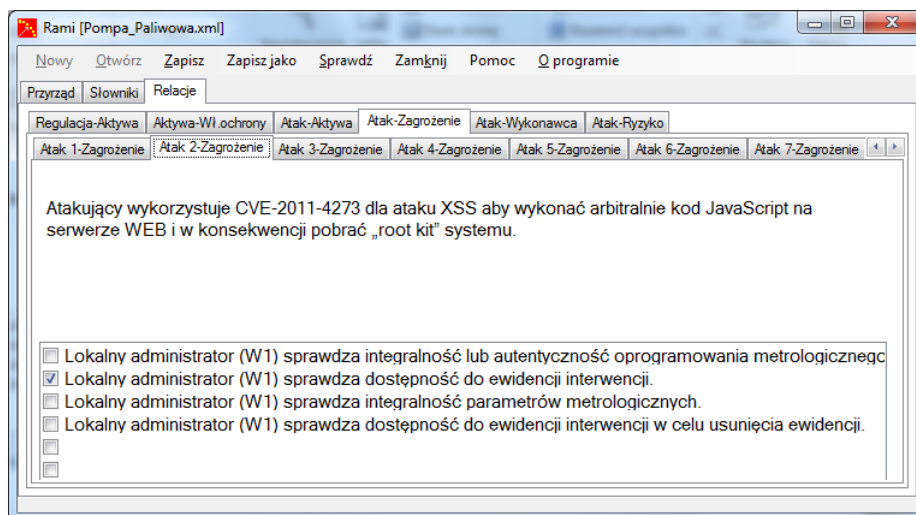 Rami [Pompa_Paliwowa.xml]
Nowy Otwórz Zapisz Zapisz jako Sprawdź Zamknij Pomoc O programie
Przyrząd Słowniki Relacje
Regulacja-Aktywa Aktywa-Wł.ochrony Atak-Aktywa Atak-Zagrożenie Atak-Wykonawca Atak-Ryzyko
Atak 1-Zagrożenie Atak 2-Zagrożenie Atak 3-Zagrożenie Atak 4-Zagrożenie Atak 5-Zagrożenie Atak 6-Zagrożenie Atak 7-Zagrożenie
Atakujący wykorzystuje CVE-2011-4273 dla ataku XSS aby wykonać arbitralnie kod JavaScript na
serwerze WEB i w konsekwencji pobrać „root kit” systemu.
Lokalny administrator (W1) sprawdza integralność lub autentyczność oprogramowania metrologicznego
Lokalny administrator (W1) sprawdza dostępność do ewidencji interwencji.
Lokalny administrator (W1) sprawdza integralność parametrów metrologicznych.
Lokalny administrator (W1) sprawdza dostępność do ewidencji interwencji w celu usunięcia ewidencji.